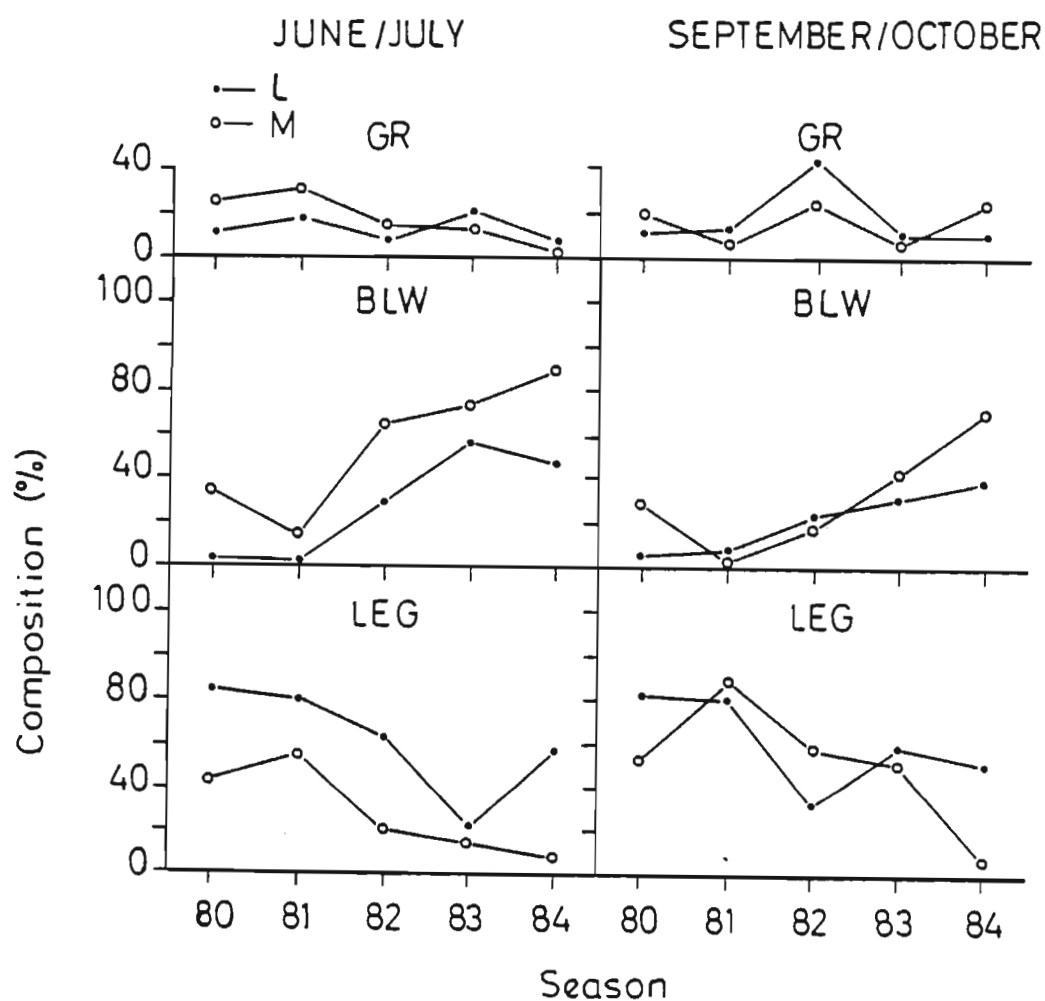 JUNE/JULY SEPTEMBER/OCTOBER
L
M
GR GR
40
0
BLW BLW
100
80
40
0
LEG LEG
100
80
40
0
80 81 82 83 84 80 81 82 83 84
Composition (%)
Season